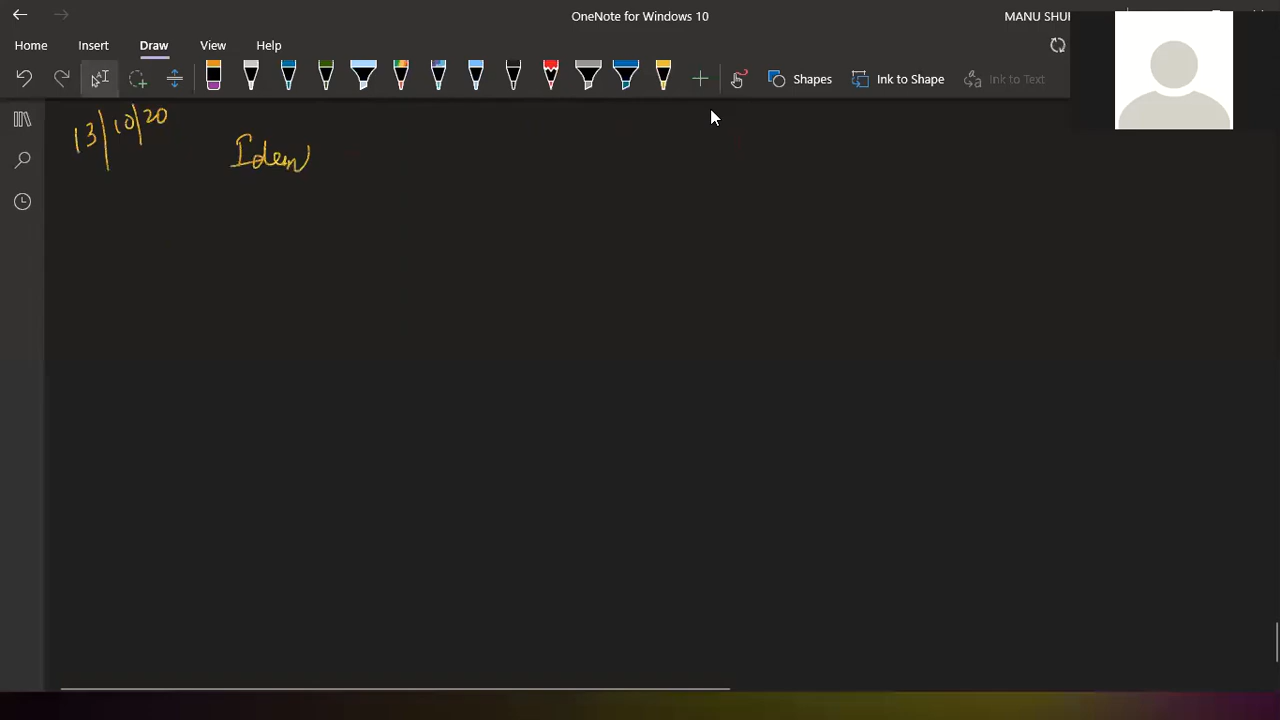 OneNote for Windows 10
MANU SHU
Home Insert Draw View Help
Shapes Ink to Shape Ink to Text
13/10/20
Iden